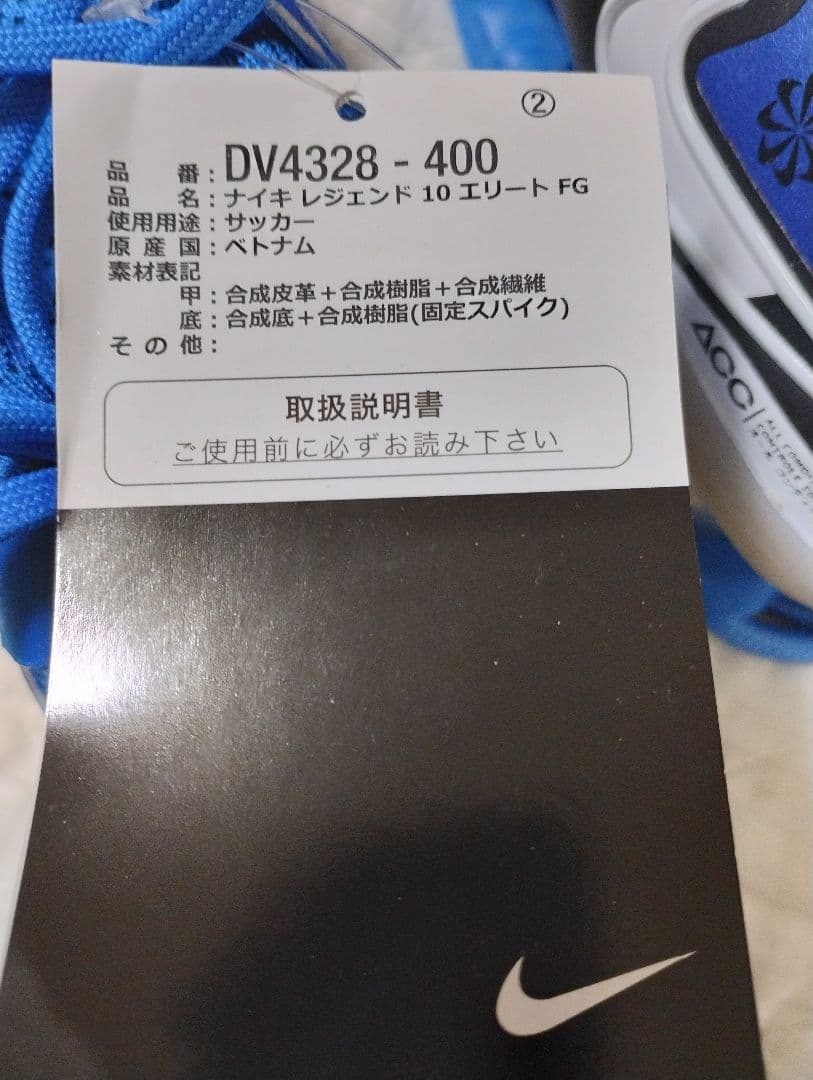 ②
品番：DV4328 - 400
品名：ナイキ レジェンド 10 エリート FG
使用用途：サッカー
原産国：ベトナム
素材表記
甲：合成皮革＋合成樹脂＋合成繊維
底：合成底＋合成樹脂(固定スパイク)
その他：
取扱説明書
ご使用前に必ずお読み下さい
ACC
ALL CONDI